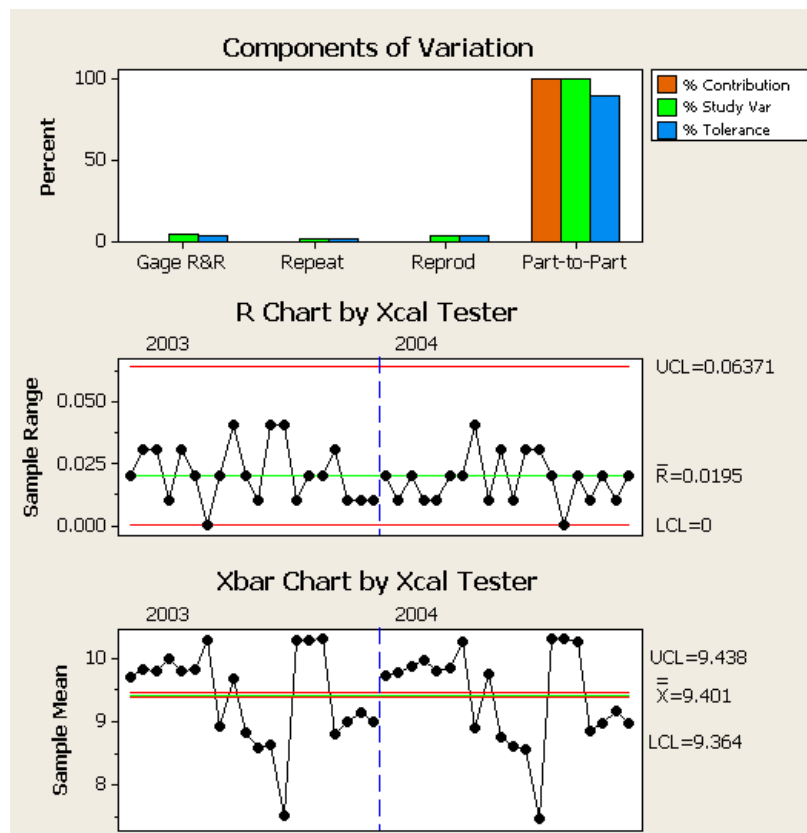 Components of Variation
100
50
0
Percent
Gage R&R
Repeat
Reprod
Part-to-Part
% Contribution
% Study Var
% Tolerance
R Chart by Xcal Tester
2003
2004
0.050
0.025
0.000
Sample Range
UCL=0.06371
R̄=0.0195
LCL=0
Xbar Chart by Xcal Tester
2003
2004
10
9
8
Sample Mean
UCL=9.438
X̿=9.401
LCL=9.364